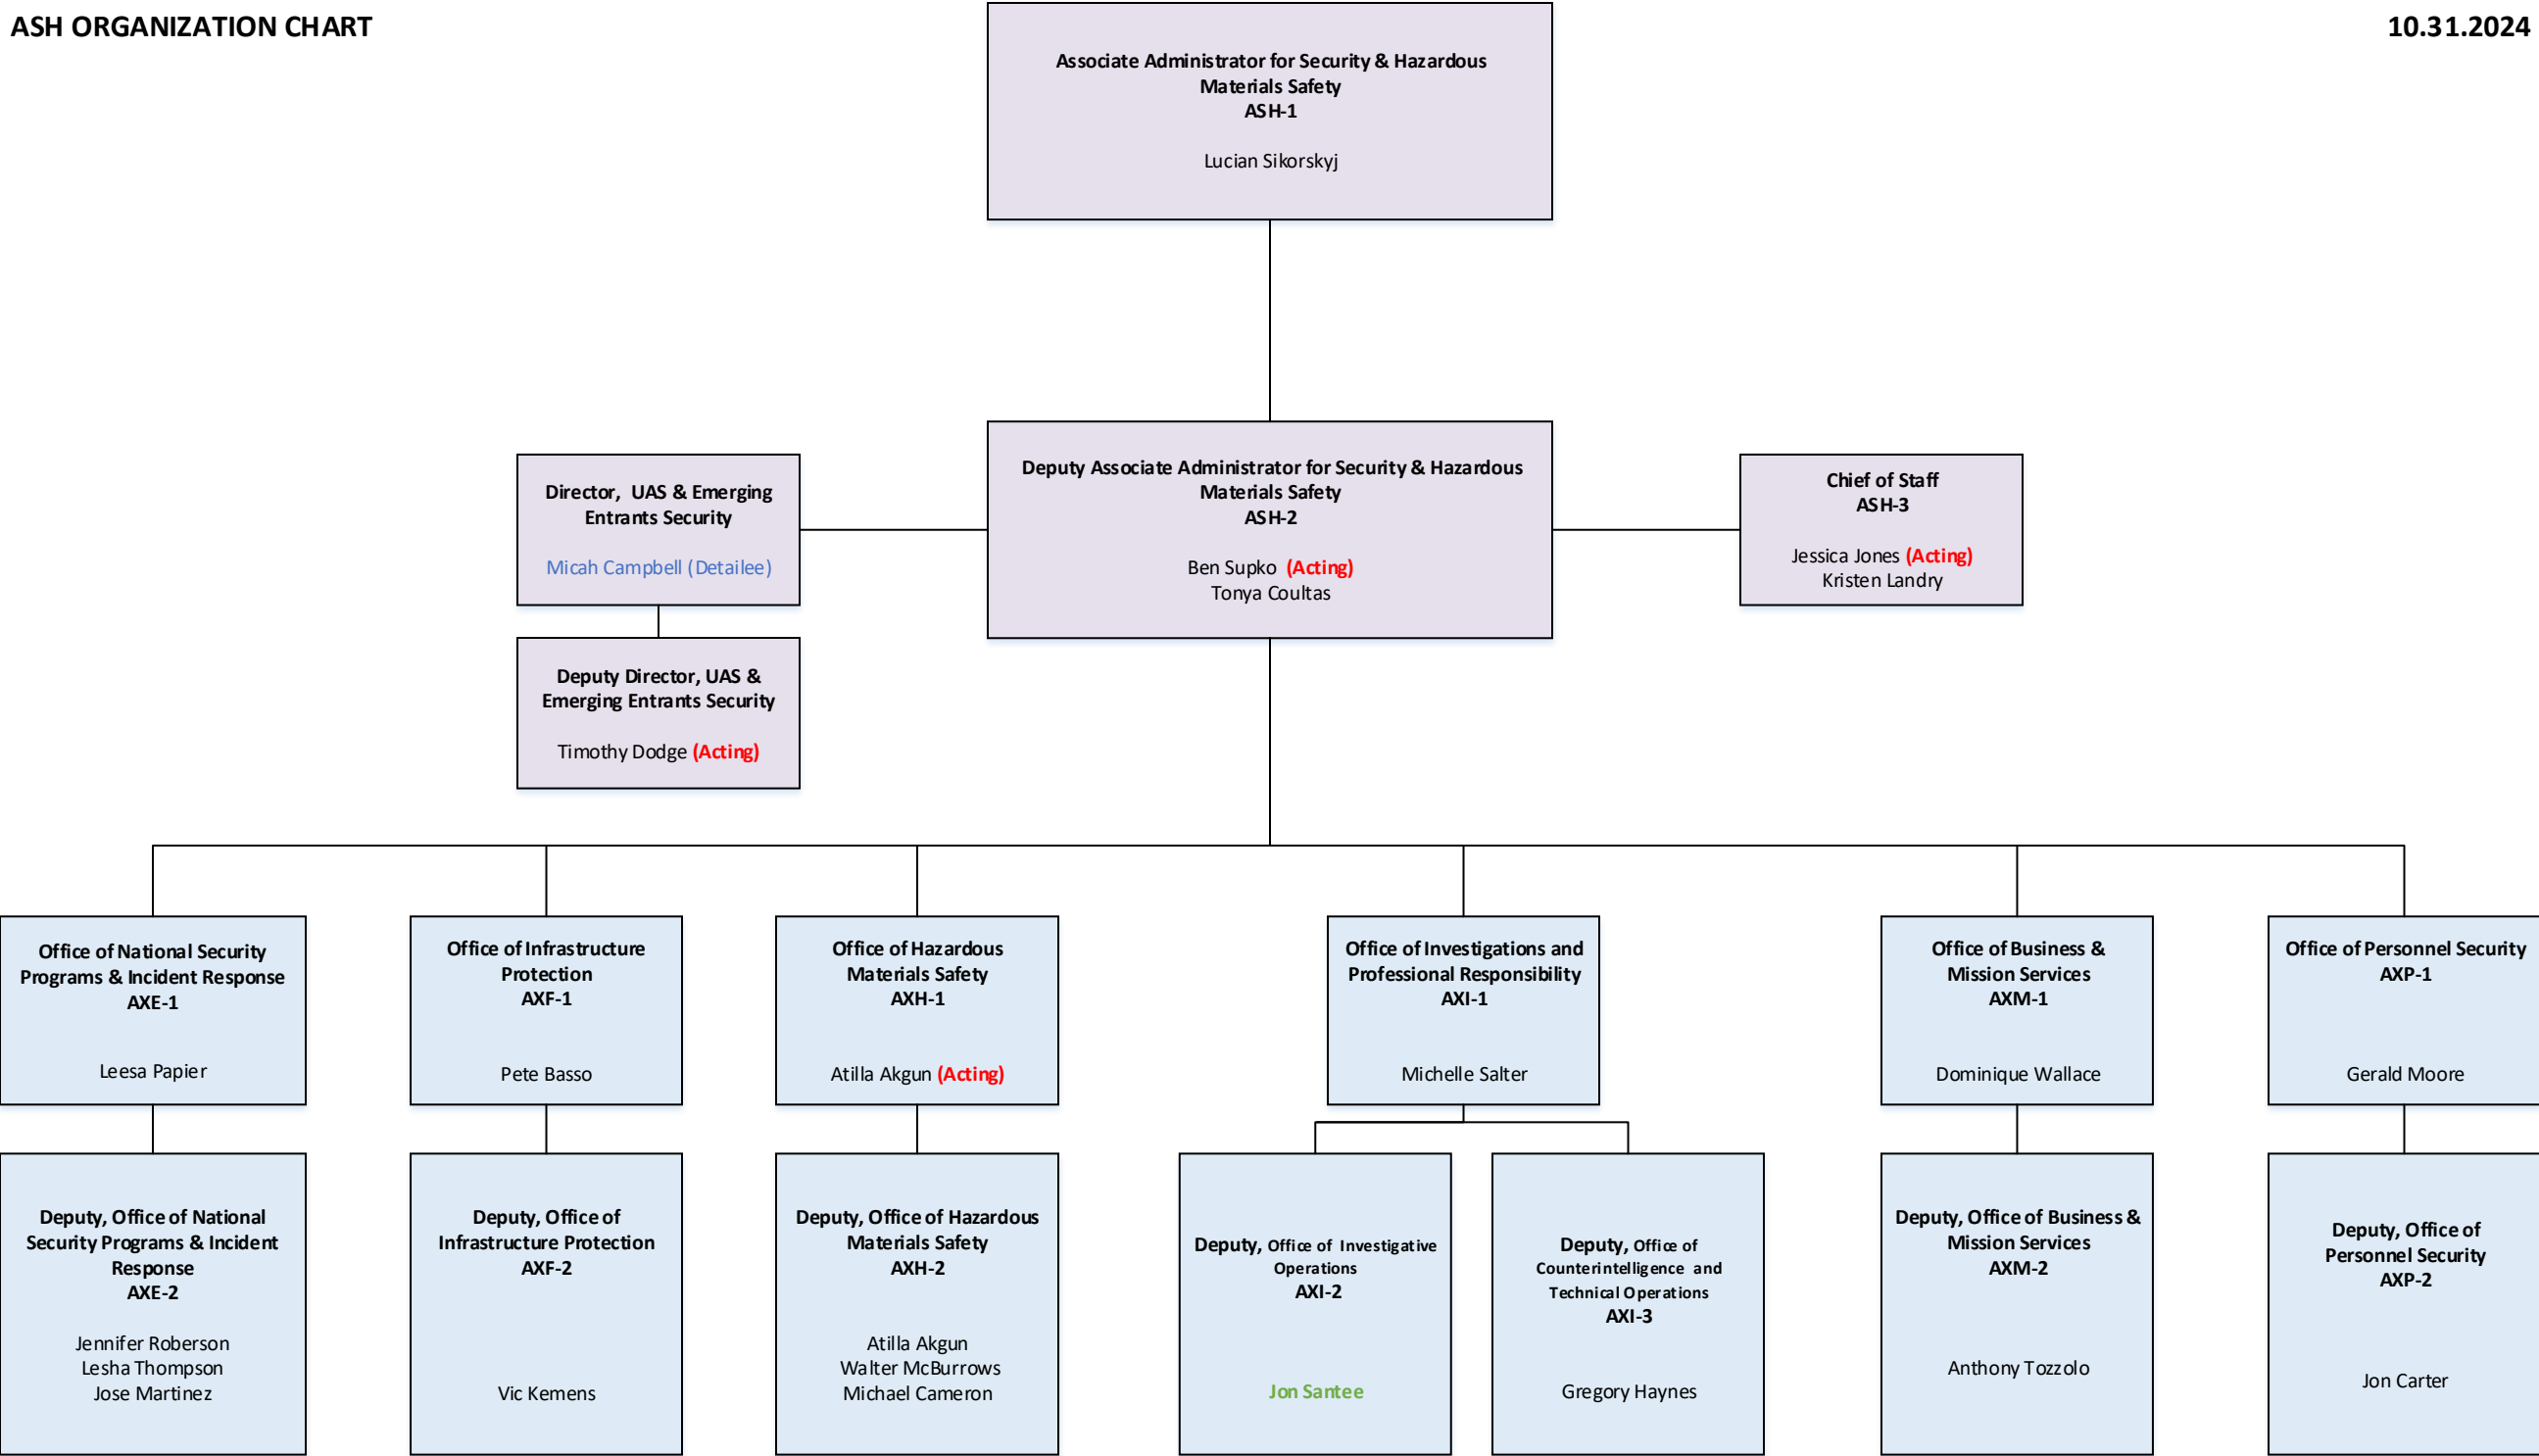 ASH ORGANIZATION CHART
10.31.2024
Associate Administrator for Security & Hazardous
Materials Safety
ASH-1
Lucian Sikorskyj
Deputy Associate Administrator for Security & Hazardous
Materials Safety
ASH-2
Ben Supko (Acting)
Tonya Coultas
Director, UAS & Emerging
Entrants Security
Micah Campbell (Detailee)
Chief of Staff
ASH-3
Jessica Jones (Acting)
Kristen Landry
Deputy Director, UAS &
Emerging Entrants Security
Timothy Dodge (Acting)
Office of National Security
Programs & Incident Response
AXE-1
Leesa Papier
Office of Infrastructure
Protection
AXF-1
Pete Basso
Office of Hazardous
Materials Safety
AXH-1
Atilla Akgun (Acting)
Office of Investigations and
Professional Responsibility
AXI-1
Michelle Salter
Office of Business &
Mission Services
AXM-1
Dominique Wallace
Office of Personnel Security
AXP-1
Gerald Moore
Deputy, Office of National
Security Programs & Incident
Response
AXE-2
Jennifer Roberson
Lesha Thompson
Jose Martinez
Deputy, Office of
Infrastructure Protection
AXF-2
Vic Kemens
Deputy, Office of Hazardous
Materials Safety
AXH-2
Atilla Akgun
Walter McBurrows
Michael Cameron
Deputy, Office of Investigative
Operations
AXI-2
Jon Santee
Deputy, Office of
Counterintelligence and
Technical Operations
AXI-3
Gregory Haynes
Deputy, Office of Business &
Mission Services
AXM-2
Anthony Tozzolo
Deputy, Office of
Personnel Security
AXP-2
Jon Carter